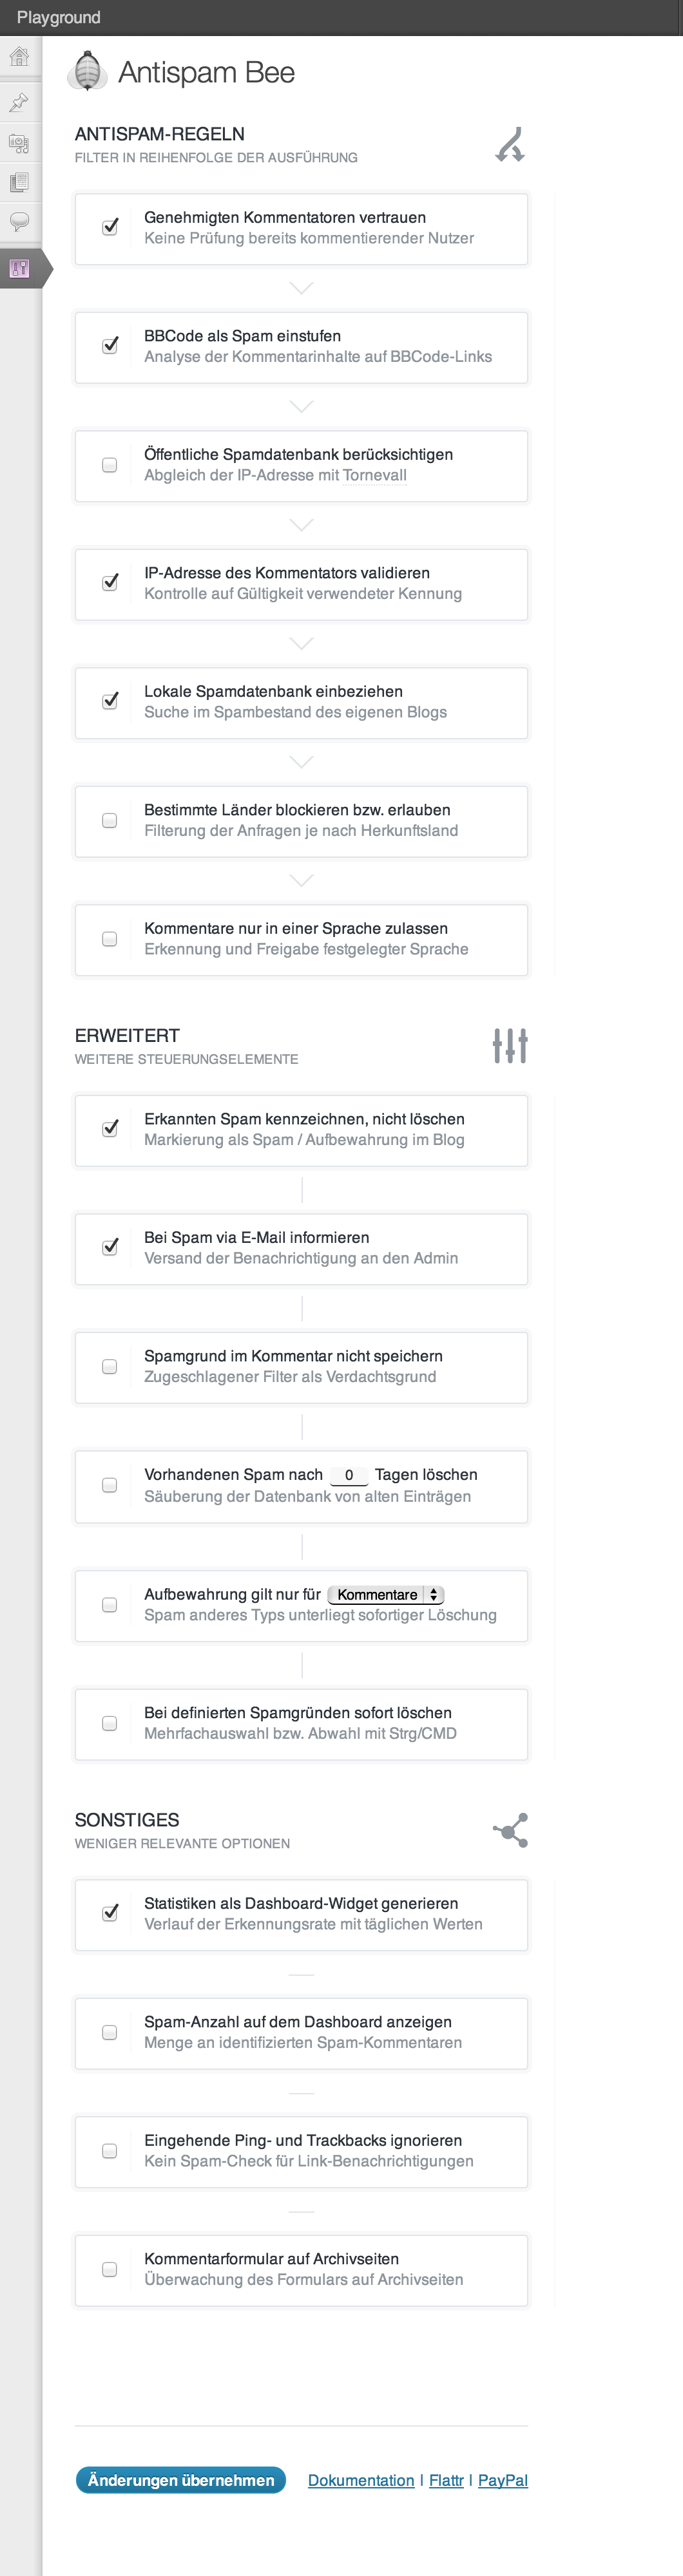 Playground
Antispam Bee
ANTISPAM-REGELN
FILTER IN REIHENFOLGE DER AUSFÜHRUNG
Genehmigten Kommentatoren vertrauen
Keine Prüfung bereits kommentierender Nutzer
BBCode als Spam einstufen
Analyse der Kommentarinhalte auf BBCode-Links
Öffentliche Spamdatenbank berücksichtigen
Abgleich der IP-Adresse mit Tornevall
IP-Adresse des Kommentators validieren
Kontrolle auf Gültigkeit verwendeter Kennung
Lokale Spamdatenbank einbeziehen
Suche im Spambestand des eigenen Blogs
Bestimmte Länder blockieren bzw. erlauben
Filterung der Anfragen je nach Herkunftsland
Kommentare nur in einer Sprache zulassen
Erkennung und Freigabe festgelegter Sprache
ERWEITERT
WEITERE STEUERUNGSELEMENTE
Erkannten Spam kennzeichnen, nicht löschen
Markierung als Spam / Aufbewahrung im Blog
Bei Spam via E-Mail informieren
Versand der Benachrichtigung an den Admin
Spamgrund im Kommentar nicht speichern
Zugeschlagener Filter als Verdachtsgrund
Vorhandenen Spam nach 0 Tagen löschen
Säuberung der Datenbank von alten Einträgen
Aufbewahrung gilt nur für Kommentare
Spam anderes Typs unterliegt sofortiger Löschung
Bei definierten Spamgründen sofort löschen
Mehrfachauswahl bzw. Abwahl mit Strg/CMD
SONSTIGES
WENIGER RELEVANTE OPTIONEN
Statistiken als Dashboard-Widget generieren
Verlauf der Erkennungsrate mit täglichen Werten
Spam-Anzahl auf dem Dashboard anzeigen
Menge an identifizierten Spam-Kommentaren
Eingehende Ping- und Trackbacks ignorieren
Kein Spam-Check für Link-Benachrichtigungen
Kommentarformular auf Archivseiten
Überwachung des Formulars auf Archivseiten
Änderungen übernehmen Dokumentation | Flattr | PayPal